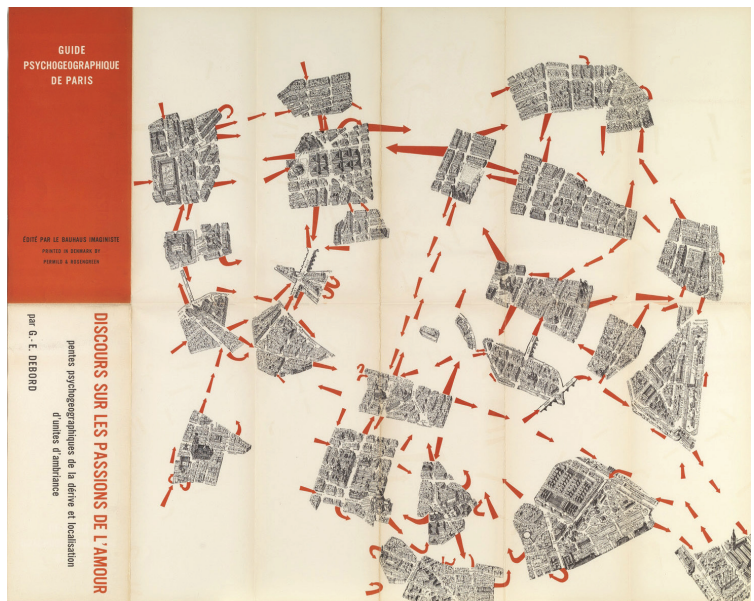 GUIDE
PSYCHOGEOGRAPHIQUE
DE PARIS
ÉDITÉ PAR LE BAUHAUS IMAGINISTE
PRINTED IN DENMARK BY
PERMILD & ROSENGREEN
DISCOURS SUR LES PASSIONS DE L'AMOUR
pentes psychogeographiques de la dérive et localisation
d'unites d'ambiance
par G.-E. DEBORD